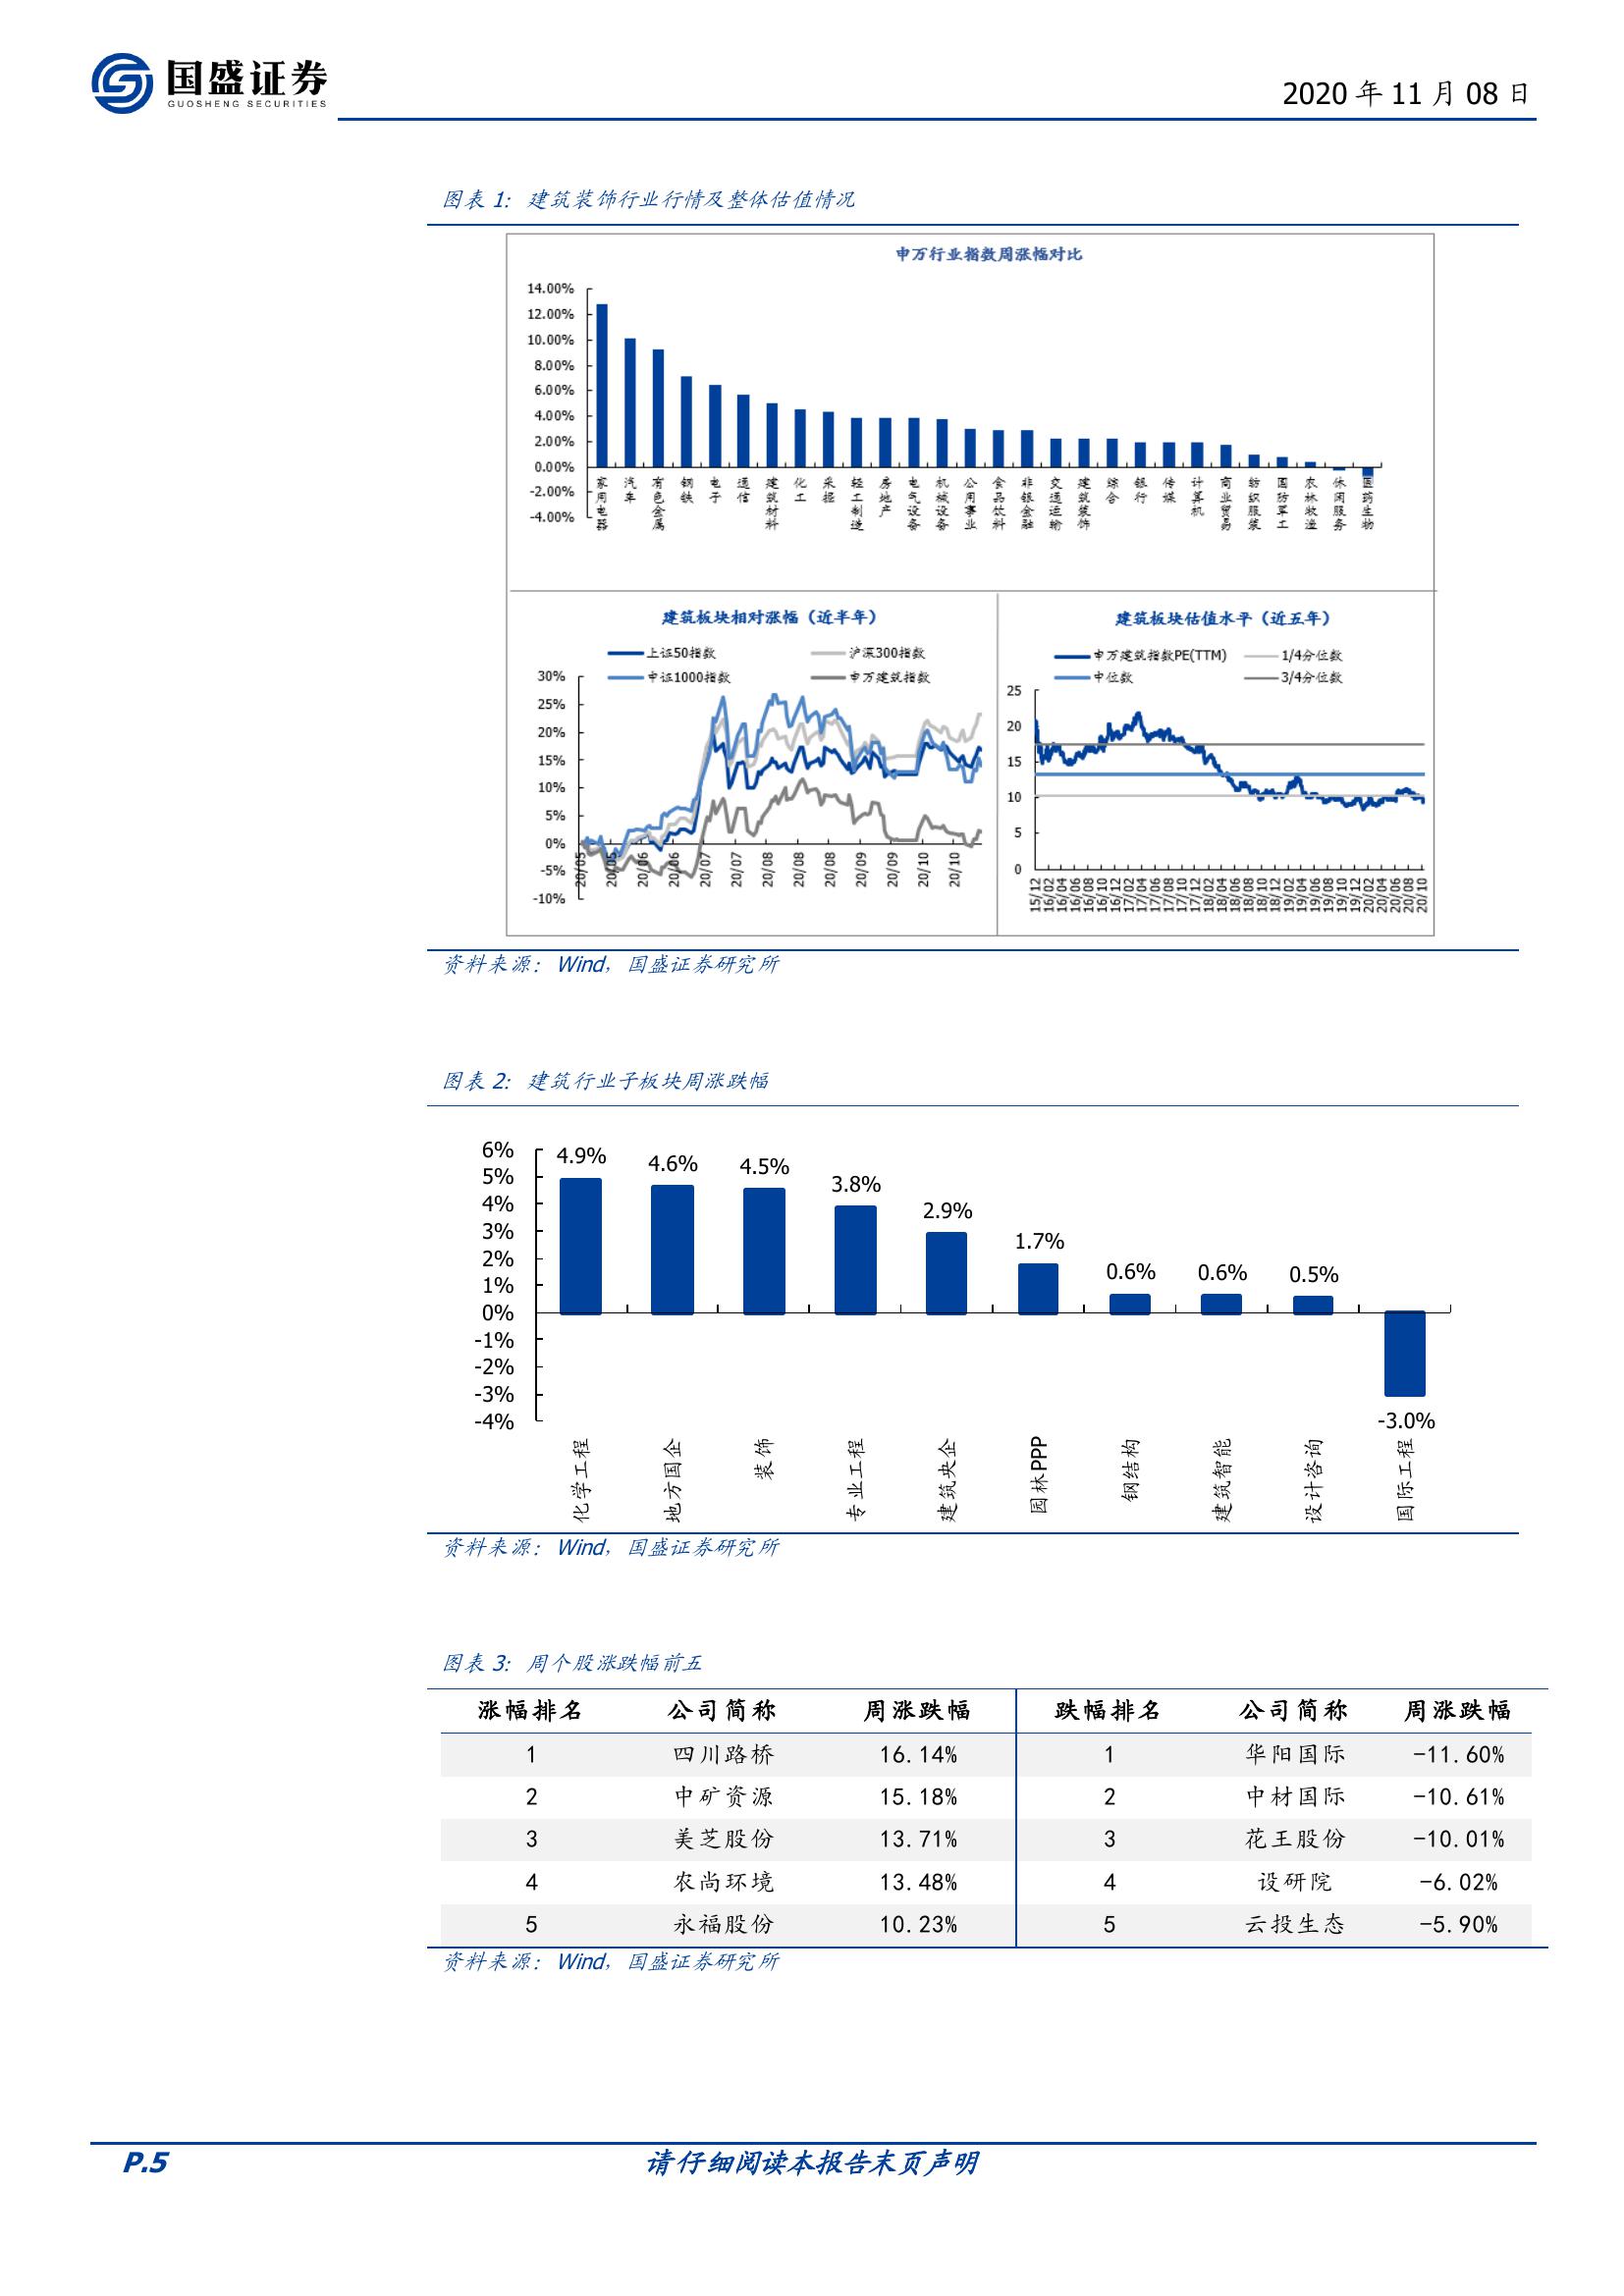 国盛证券
GUOSHENG SECURITIES
2020 年 11 月 08 日
图表 1： 建筑装饰行业行情及整体估值情况
申万行业指数周涨幅对比
14.00%
12.00%
10.00%
8.00%
6.00%
4.00%
2.00%
0.00%
-2.00%
-4.00%
家用电器 汽车 有色金属 钢铁 电子 通信 建筑材料 化工 采掘 轻工制造 房地产 电气设备 机械设备 公用事业 食品饮料 非银金融 交通运输 建筑装饰 综合 银行 传媒 计算机 商业贸易 纺织服装 国防军工 农林牧渔 休闲服务 医药生物
建筑板块相对涨幅（近半年）
上证50指数 沪深300指数
中证1000指数 申万建筑指数
30%
25%
20%
15%
10%
5%
0%
-5%
-10%
20/05 20/05 20/06 20/06 20/07 20/07 20/08 20/08 20/08 20/09 20/09 20/10 20/10
建筑板块估值水平（近五年）
申万建筑指数PE(TTM) 1/4分位数
中位数 3/4分位数
25
20
15
10
5
0
15/12 16/02 16/04 16/06 16/08 16/10 16/12 17/02 17/04 17/06 17/08 17/10 17/12 18/02 18/04 18/06 18/08 18/10 18/12 19/02 19/04 19/06 19/08 19/10 19/12 20/02 20/04 20/06 20/08 20/10
资料来源： Wind，国盛证券研究所
图表 2： 建筑行业子板块周涨跌幅
6%
5%
4%
3%
2%
1%
0%
-1%
-2%
-3%
-4%
4.9% 4.6% 4.5% 3.8% 2.9% 1.7% 0.6% 0.6% 0.5% -3.0%
化学工程 地方国企 装饰 专业工程 建筑央企 园林PPP 钢结构 建筑智能 设计咨询 国际工程
资料来源： Wind，国盛证券研究所
图表 3： 周个股涨跌幅前五
涨幅排名 公司简称 周涨跌幅 跌幅排名 公司简称 周涨跌幅
1 四川路桥 16.14% 1 华阳国际 -11.60%
2 中矿资源 15.18% 2 中材国际 -10.61%
3 美芝股份 13.71% 3 花王股份 -10.01%
4 农尚环境 13.48% 4 设研院 -6.02%
5 永福股份 10.23% 5 云投生态 -5.90%
资料来源： Wind，国盛证券研究所
P.5 请仔细阅读本报告末页声明